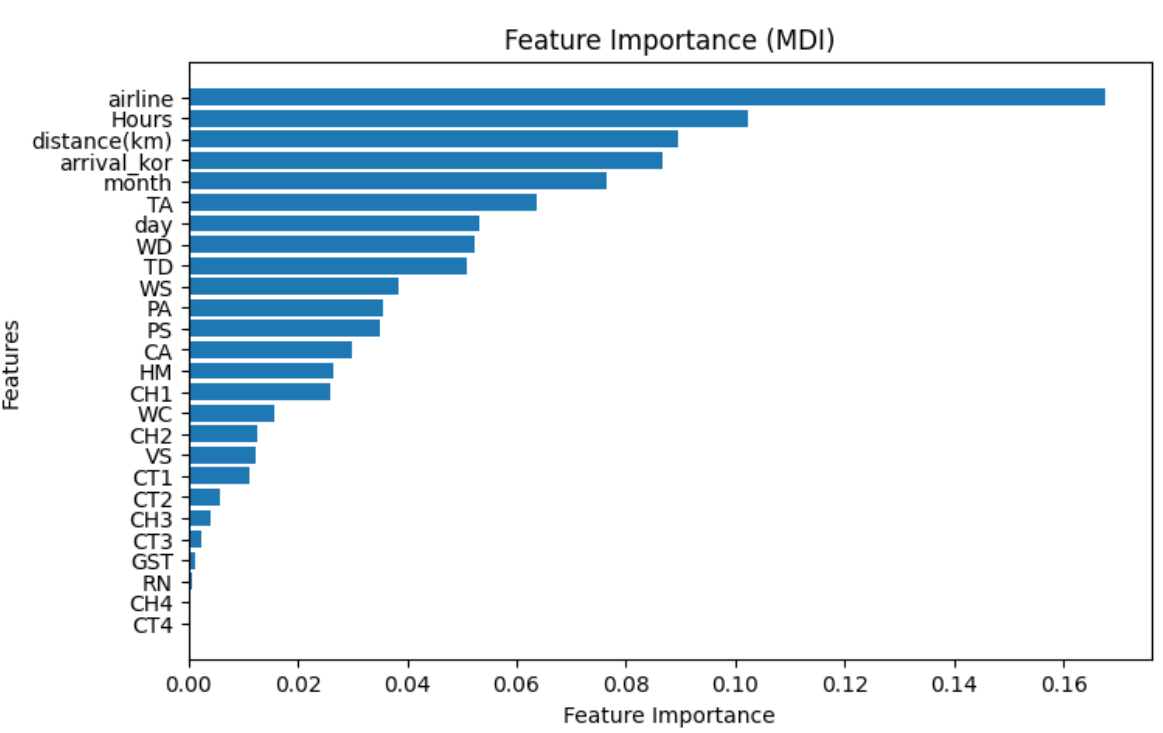 Feature Importance (MDI)
airline
Hours
distance(km)
arrival_kor
month
TA
day
WD
TD
WS
PA
PS
CA
HM
CH1
WC
CH2
VS
CT1
CT2
CH3
CT3
GST
RN
CH4
CT4
Features
0.00 0.02 0.04 0.06 0.08 0.10 0.12 0.14 0.16
Feature Importance